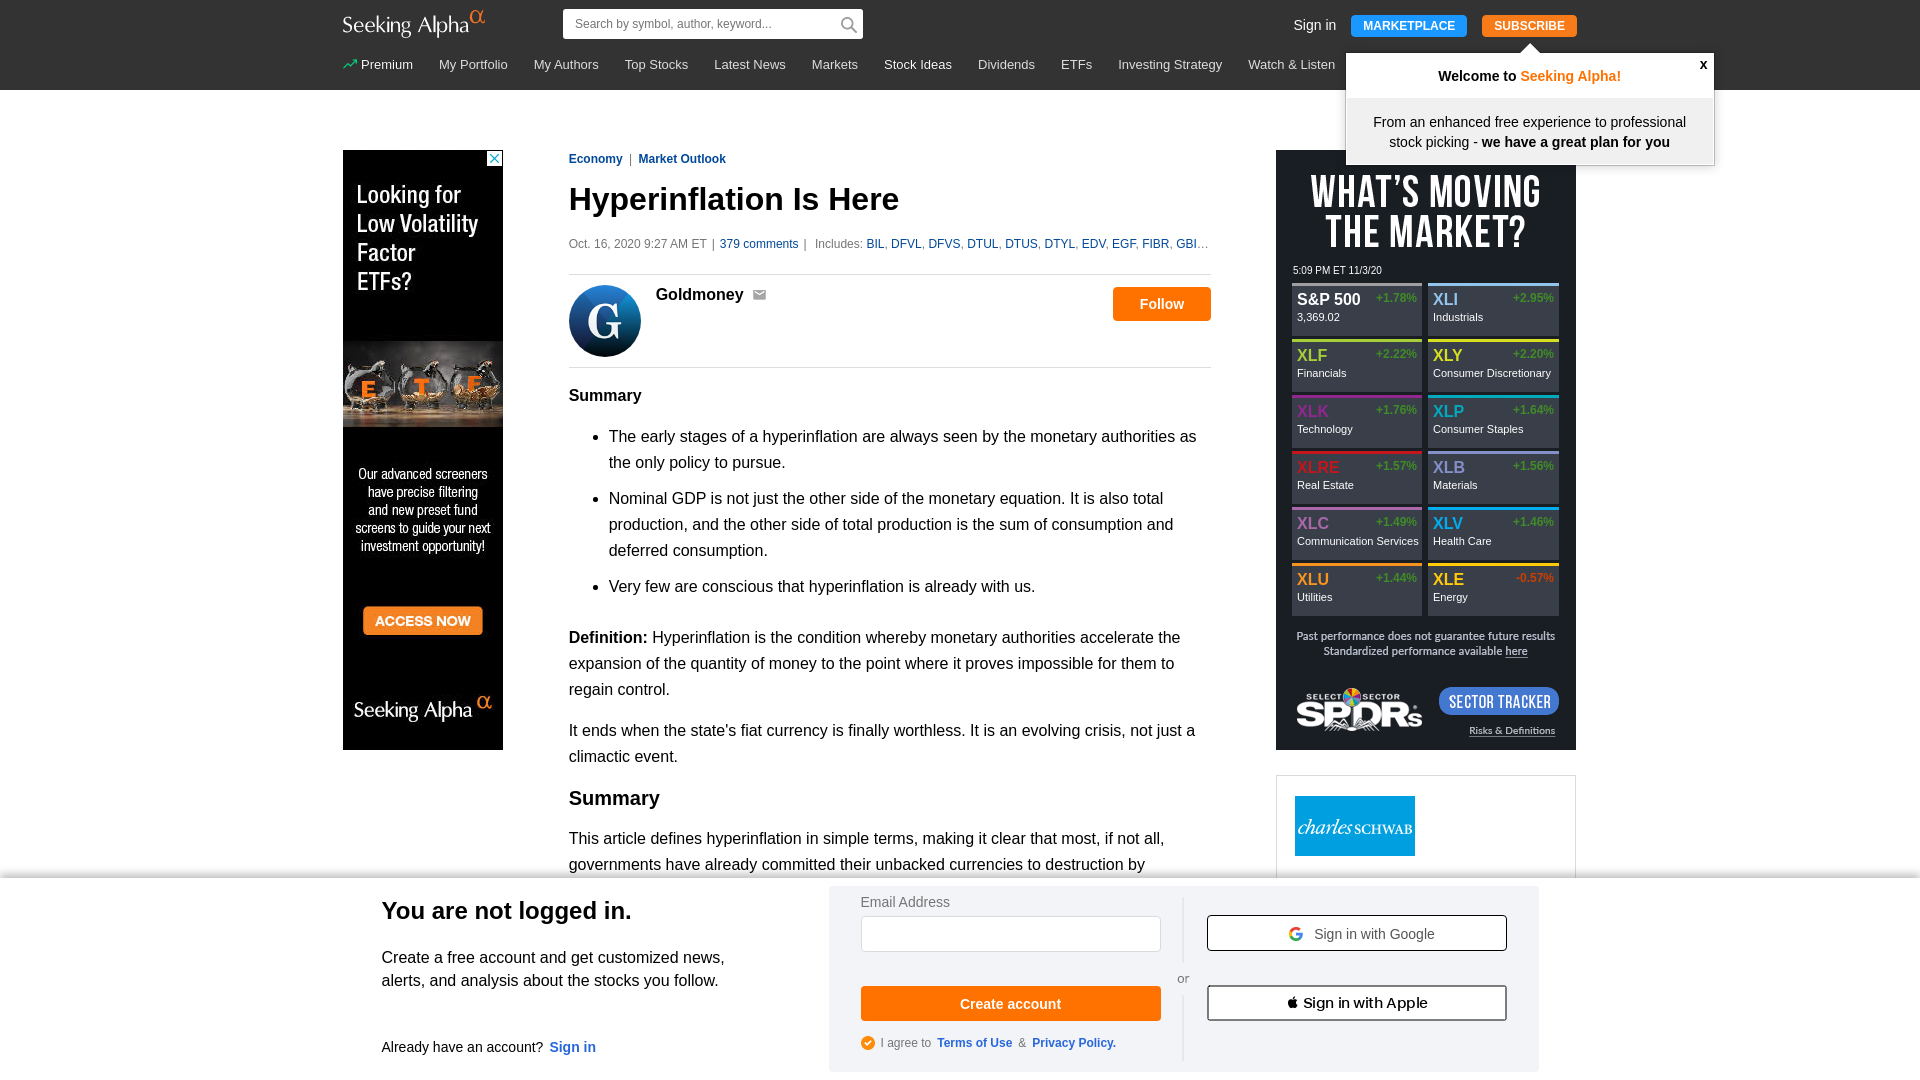 Seeking Alpha α
Search by symbol, author, keyword...
Sign in
MARKETPLACE
SUBSCRIBE
Premium
My Portfolio
My Authors
Top Stocks
Latest News
Markets
Stock Ideas
Dividends
ETFs
Investing Strategy
Watch & Listen
x
Welcome to Seeking Alpha!
From an enhanced free experience to professional
stock picking - we have a great plan for you
Looking for
Low Volatility
Factor
ETFs?
E T F
Our advanced screeners
have precise filtering
and new preset fund
screens to guide your next
investment opportunity!
ACCESS NOW
Seeking Alpha α
Economy | Market Outlook
Hyperinflation Is Here
Oct. 16, 2020 9:27 AM ET | 379 comments | Includes: BIL, DFVL, DFVS, DTUL, DTUS, DTYL, EDV, EGF, FIBR, GBI…
G
Goldmoney
Follow
Summary
• The early stages of a hyperinflation are always seen by the monetary authorities as
the only policy to pursue.
• Nominal GDP is not just the other side of the monetary equation. It is also total
production, and the other side of total production is the sum of consumption and
deferred consumption.
• Very few are conscious that hyperinflation is already with us.
Definition: Hyperinflation is the condition whereby monetary authorities accelerate the
expansion of the quantity of money to the point where it proves impossible for them to
regain control.
It ends when the state's fiat currency is finally worthless. It is an evolving crisis, not just a
climactic event.
Summary
This article defines hyperinflation in simple terms, making it clear that most, if not all,
governments have already committed their unbacked currencies to destruction by
WHAT'S MOVING
THE MARKET?
5:09 PM ET 11/3/20
S&P 500 +1.78%
3,369.02
XLI +2.95%
Industrials
XLF +2.22%
Financials
XLY +2.20%
Consumer Discretionary
XLK +1.76%
Technology
XLP +1.64%
Consumer Staples
XLRE +1.57%
Real Estate
XLB +1.56%
Materials
XLC +1.49%
Communication Services
XLV +1.46%
Health Care
XLU +1.44%
Utilities
XLE -0.57%
Energy
Past performance does not guarantee future results
Standardized performance available here
SELECT SECTOR
SPDRs
SECTOR TRACKER
Risks & Definitions
charles SCHWAB
You are not logged in.
Create a free account and get customized news,
alerts, and analysis about the stocks you follow.
Already have an account? Sign in
Email Address
Create account
I agree to Terms of Use & Privacy Policy.
or
Sign in with Google
Sign in with Apple